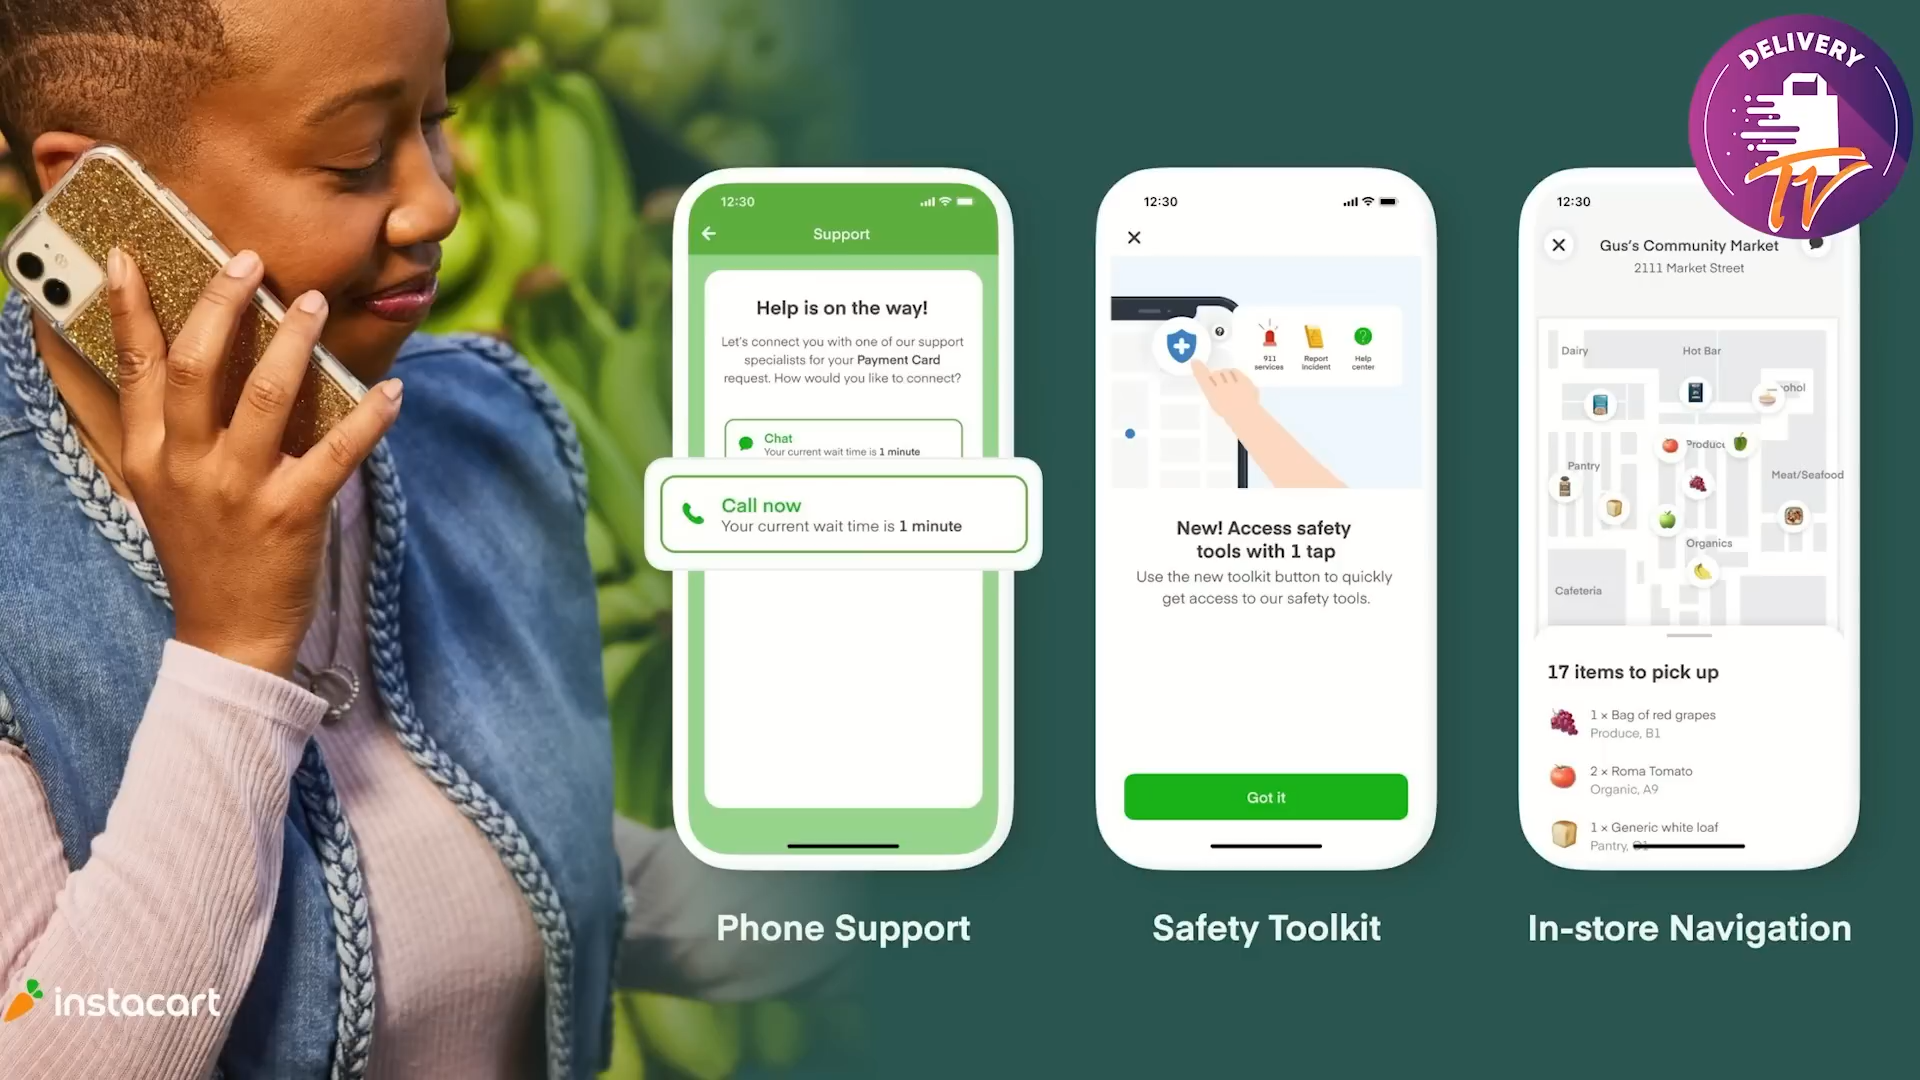 DELIVERY
TV
12:30
Support
Help is on the way!
Let's connect you with one of our support
specialists for your Payment Card
request. How would you like to connect?
Chat
Your current wait time is 1 minute
Call now
Your current wait time is 1 minute
Phone Support
12:30
911
services
Report
Incident
Help
center
New! Access safety
tools with 1 tap
Use the new toolkit button to quickly
get access to our safety tools.
Got it
Safety Toolkit
12:30
Gus's Community Market
2111 Market Street
Dairy
Hot Bar
Produce
Pantry
Meat/Seafood
Organics
Cafeteria
17 items to pick up
1 × Bag of red grapes
Produce, B1
2 × Roma Tomato
Organic, A9
1 × Generic white loaf
Pantry,
In-store Navigation
instacart